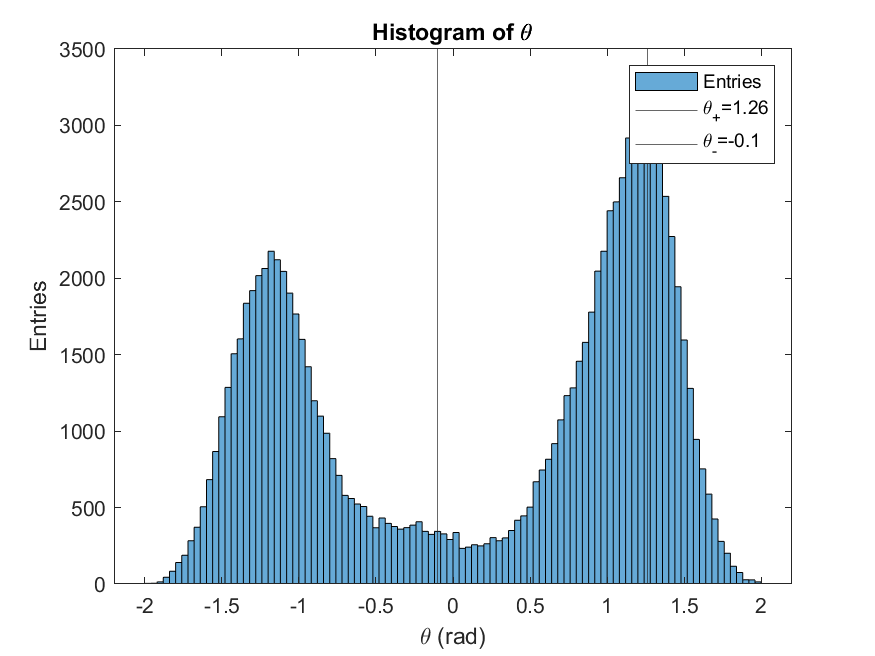 Histogram of θ
3500
3000
2500
2000
1500
1000
500
0
Entries
Entries
θ₊=1.26
θ₋=-0.1
-2 -1.5 -1 -0.5 0 0.5 1 1.5 2
θ (rad)